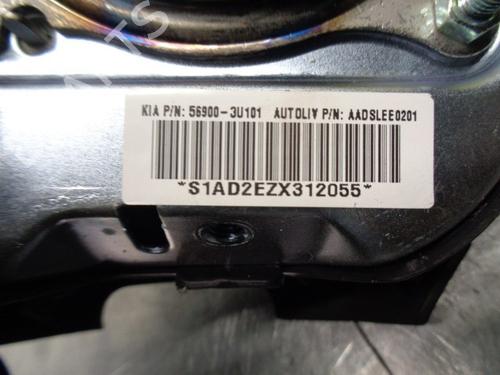 KIA P/N: 56900-3U101 AUTOLIV P/N: AADSLEE0201
*S1AD2EZX312055*